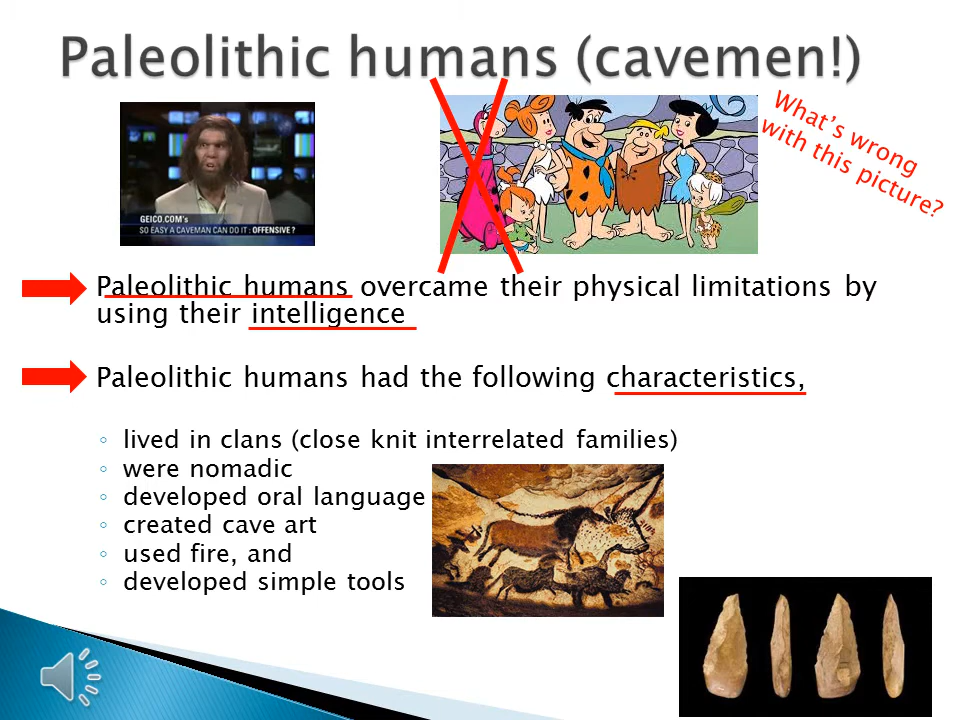 Paleolithic humans (cavemen!)
What's wrong
with this picture?
GEICO.COM's
SO EASY A CAVEMAN CAN DO IT : OFFENSIVE ?
Paleolithic humans overcame their physical limitations by
using their intelligence
Paleolithic humans had the following characteristics,
◦ lived in clans (close knit interrelated families)
◦ were nomadic
◦ developed oral language
◦ created cave art
◦ used fire, and
◦ developed simple tools